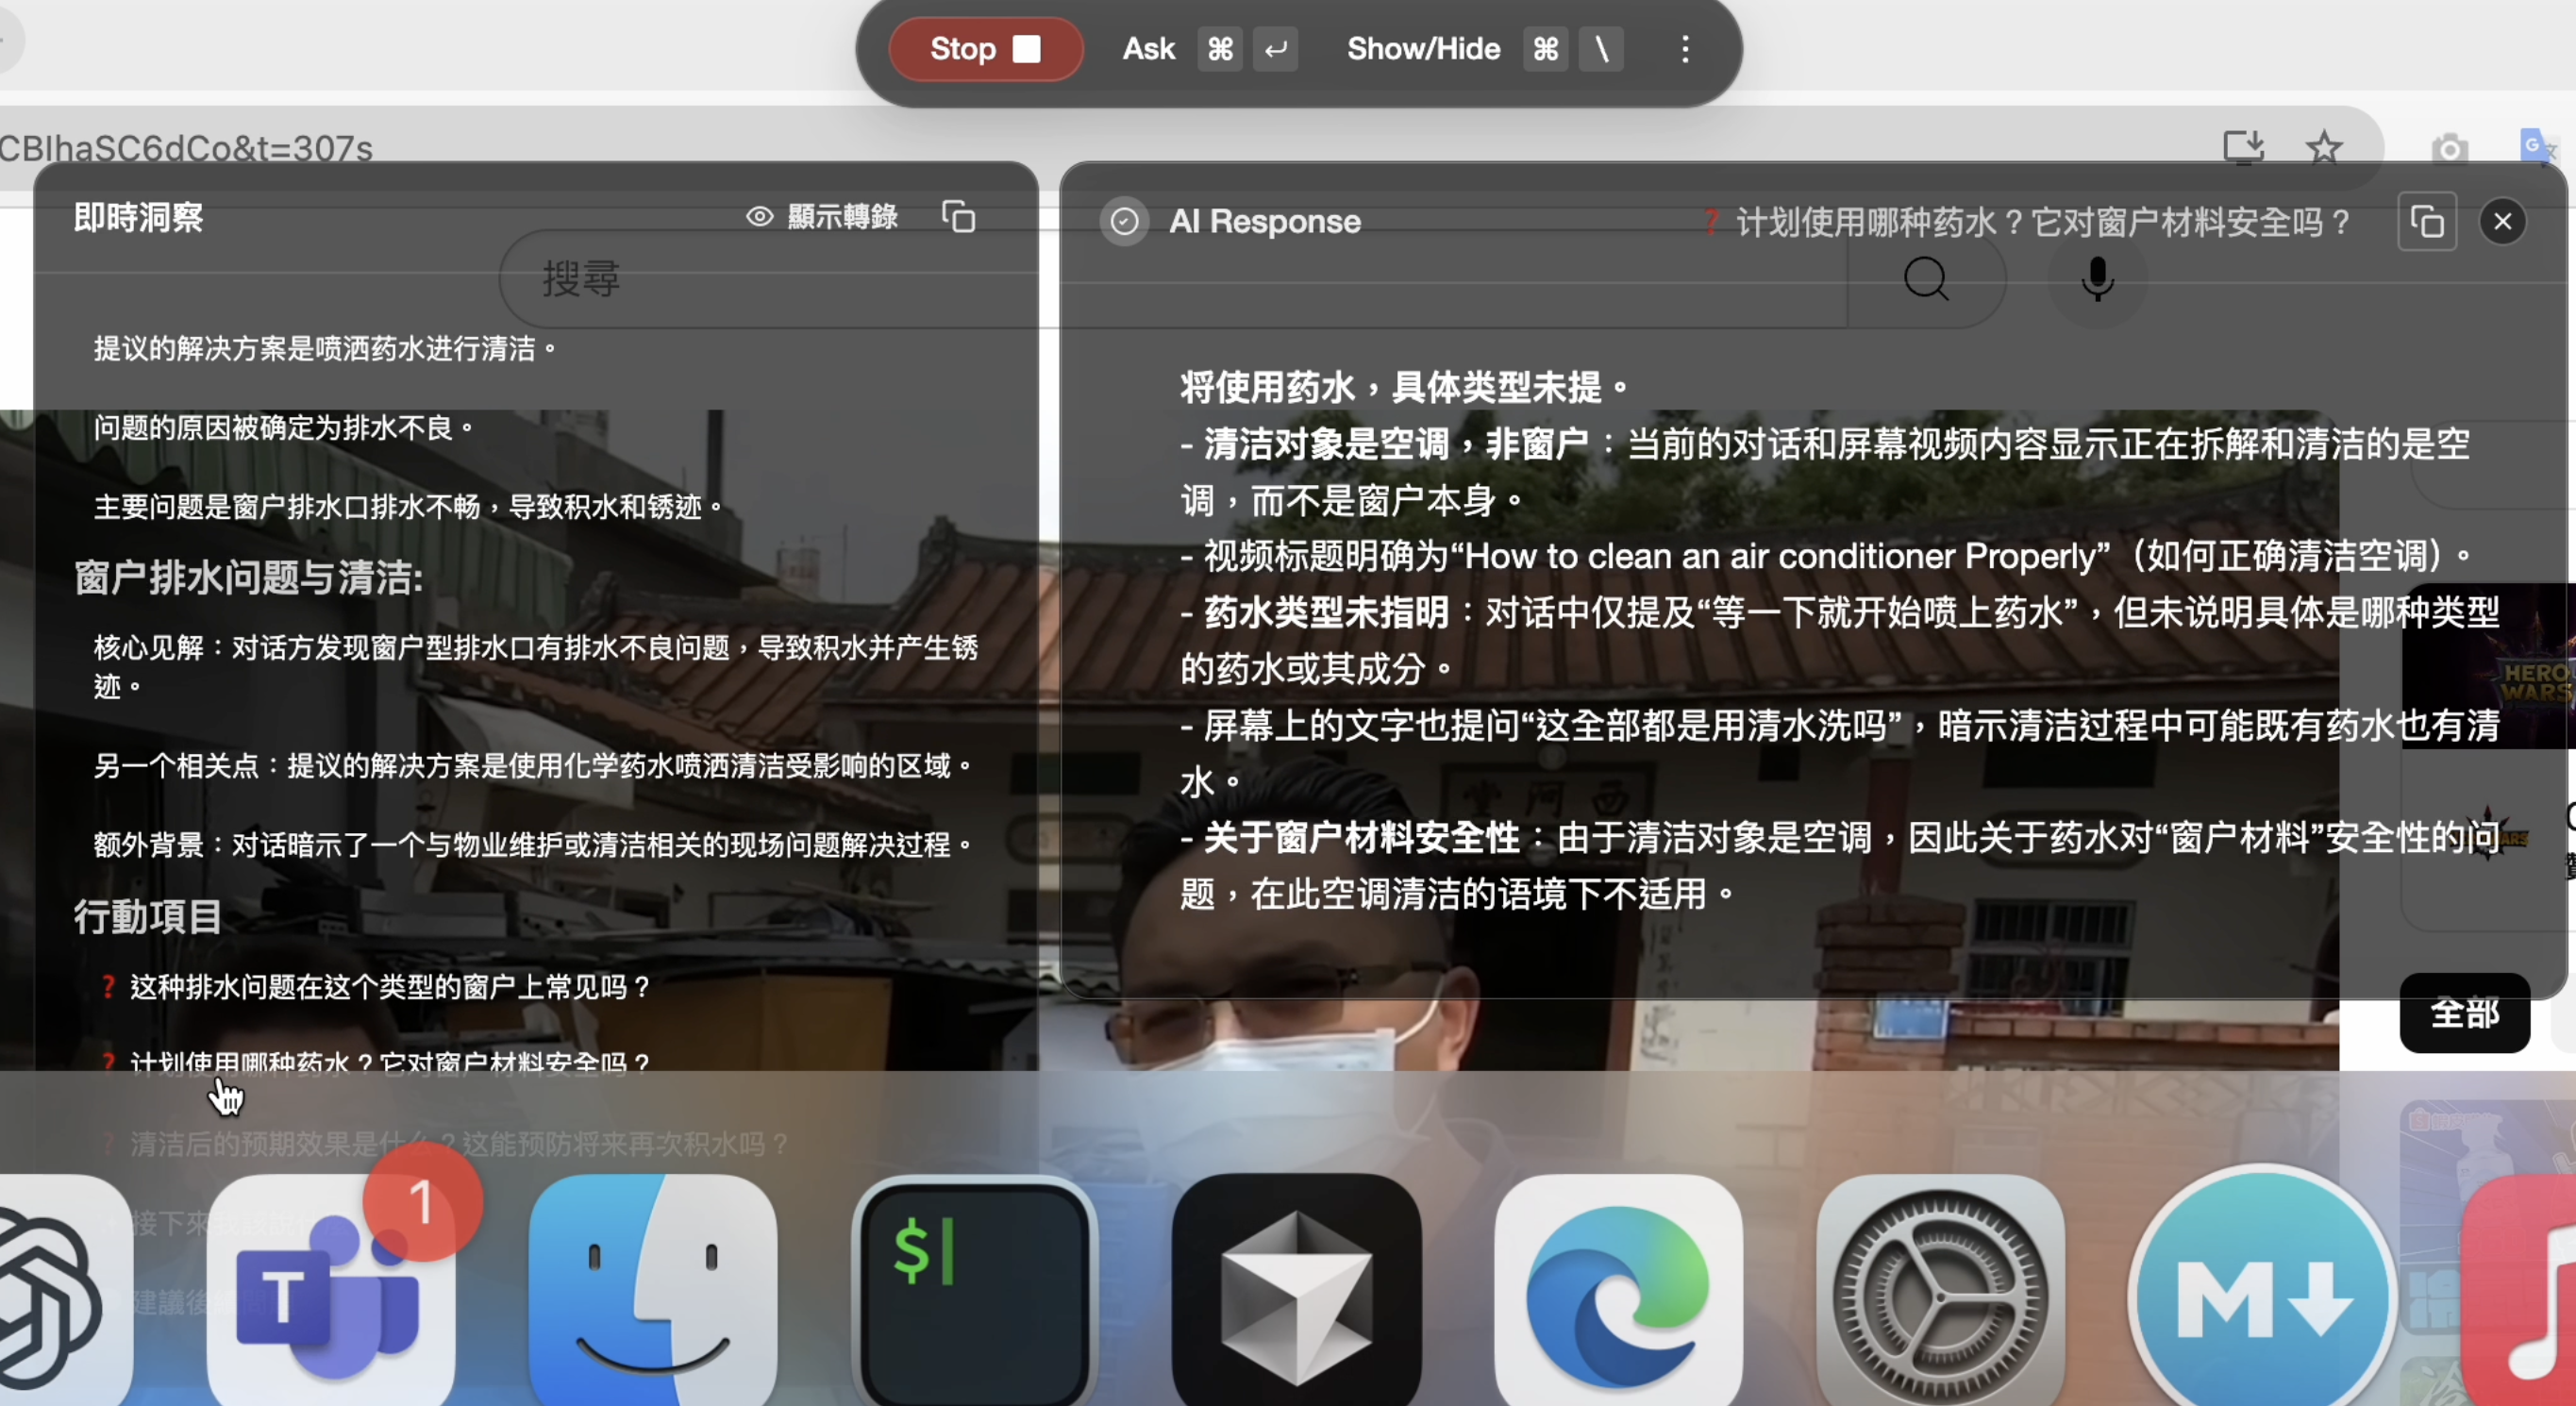 Stop
Ask ⌘ ↵
Show/Hide ⌘ \
CBlhaSC6dCo&t=307s
即時洞察
顯示轉錄
搜尋
提议的解决方案是喷洒药水进行清洁。
问题的原因被确定为排水不良。
主要问题是窗户排水口排水不畅，导致积水和锈迹。
窗户排水问题与清洁:
核心见解：对话方发现窗户型排水口有排水不良问题，导致积水并产生锈
迹。
另一个相关点：提议的解决方案是使用化学药水喷洒清洁受影响的区域。
额外背景：对话暗示了一个与物业维护或清洁相关的现场问题解决过程。
行動項目
❓ 这种排水问题在这个类型的窗户上常见吗？
❓ 计划使用哪种药水？它对窗户材料安全吗？
❓ 清洁后的预期效果是什么？这能预防将来再次积水吗？
AI Response
❓ 计划使用哪种药水？它对窗户材料安全吗？
将使用药水，具体类型未提。
- 清洁对象是空调，非窗户：当前的对话和屏幕视频内容显示正在拆解和清洁的是空
调，而不是窗户本身。
- 视频标题明确为“How to clean an air conditioner Properly”（如何正确清洁空调）。
- 药水类型未指明：对话中仅提及“等一下就开始喷上药水”，但未说明具体是哪种类型
的药水或其成分。
- 屏幕上的文字也提问“这全部都是用清水洗吗”，暗示清洁过程中可能既有药水也有清
水。
- 关于窗户材料安全性：由于清洁对象是空调，因此关于药水对“窗户材料”安全性的问
题，在此空调清洁的语境下不适用。
HERO
WARS
全部
1
T
$
M